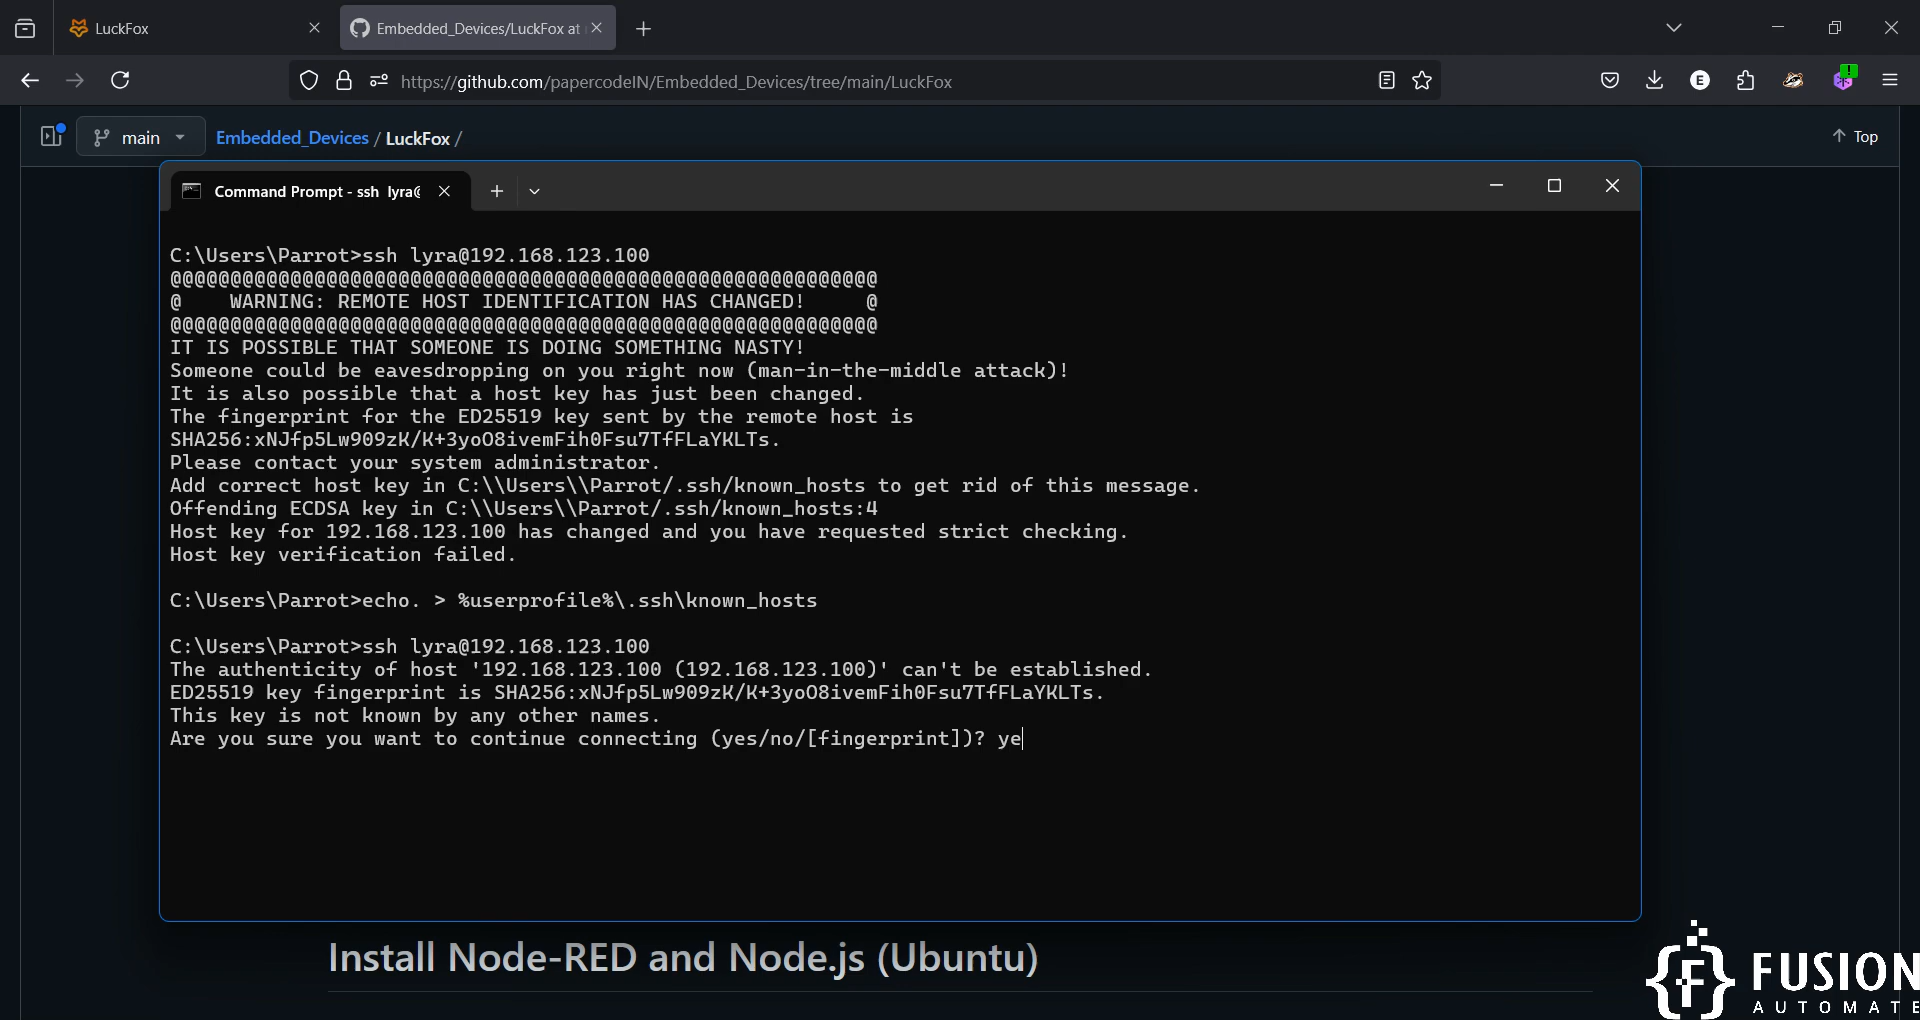 LuckFox
Embedded_Devices/LuckFox at
https://github.com/papercodeIN/Embedded_Devices/tree/main/LuckFox
E
main
Embedded_Devices / LuckFox /
Top
Command Prompt - ssh lyra@
C:\Users\Parrot>ssh lyra@192.168.123.100
@@@@@@@@@@@@@@@@@@@@@@@@@@@@@@@@@@@@@@@@@@@@@@@@@@@@@@@@@@@
@    WARNING: REMOTE HOST IDENTIFICATION HAS CHANGED!     @
@@@@@@@@@@@@@@@@@@@@@@@@@@@@@@@@@@@@@@@@@@@@@@@@@@@@@@@@@@@
IT IS POSSIBLE THAT SOMEONE IS DOING SOMETHING NASTY!
Someone could be eavesdropping on you right now (man-in-the-middle attack)!
It is also possible that a host key has just been changed.
The fingerprint for the ED25519 key sent by the remote host is
SHA256:xNJfp5Lw909zK/K+3yoO8ivemFih0Fsu7TfFLaYKLTs.
Please contact your system administrator.
Add correct host key in C:\\Users\\Parrot/.ssh/known_hosts to get rid of this message.
Offending ECDSA key in C:\\Users\\Parrot/.ssh/known_hosts:4
Host key for 192.168.123.100 has changed and you have requested strict checking.
Host key verification failed.
C:\Users\Parrot>echo. > %userprofile%\.ssh\known_hosts
C:\Users\Parrot>ssh lyra@192.168.123.100
The authenticity of host '192.168.123.100 (192.168.123.100)' can't be established.
ED25519 key fingerprint is SHA256:xNJfp5Lw909zK/K+3yoO8ivemFih0Fsu7TfFLaYKLTs.
This key is not known by any other names.
Are you sure you want to continue connecting (yes/no/[fingerprint])? ye
Install Node-RED and Node.js (Ubuntu)
{F} FUSION
AUTOMATE